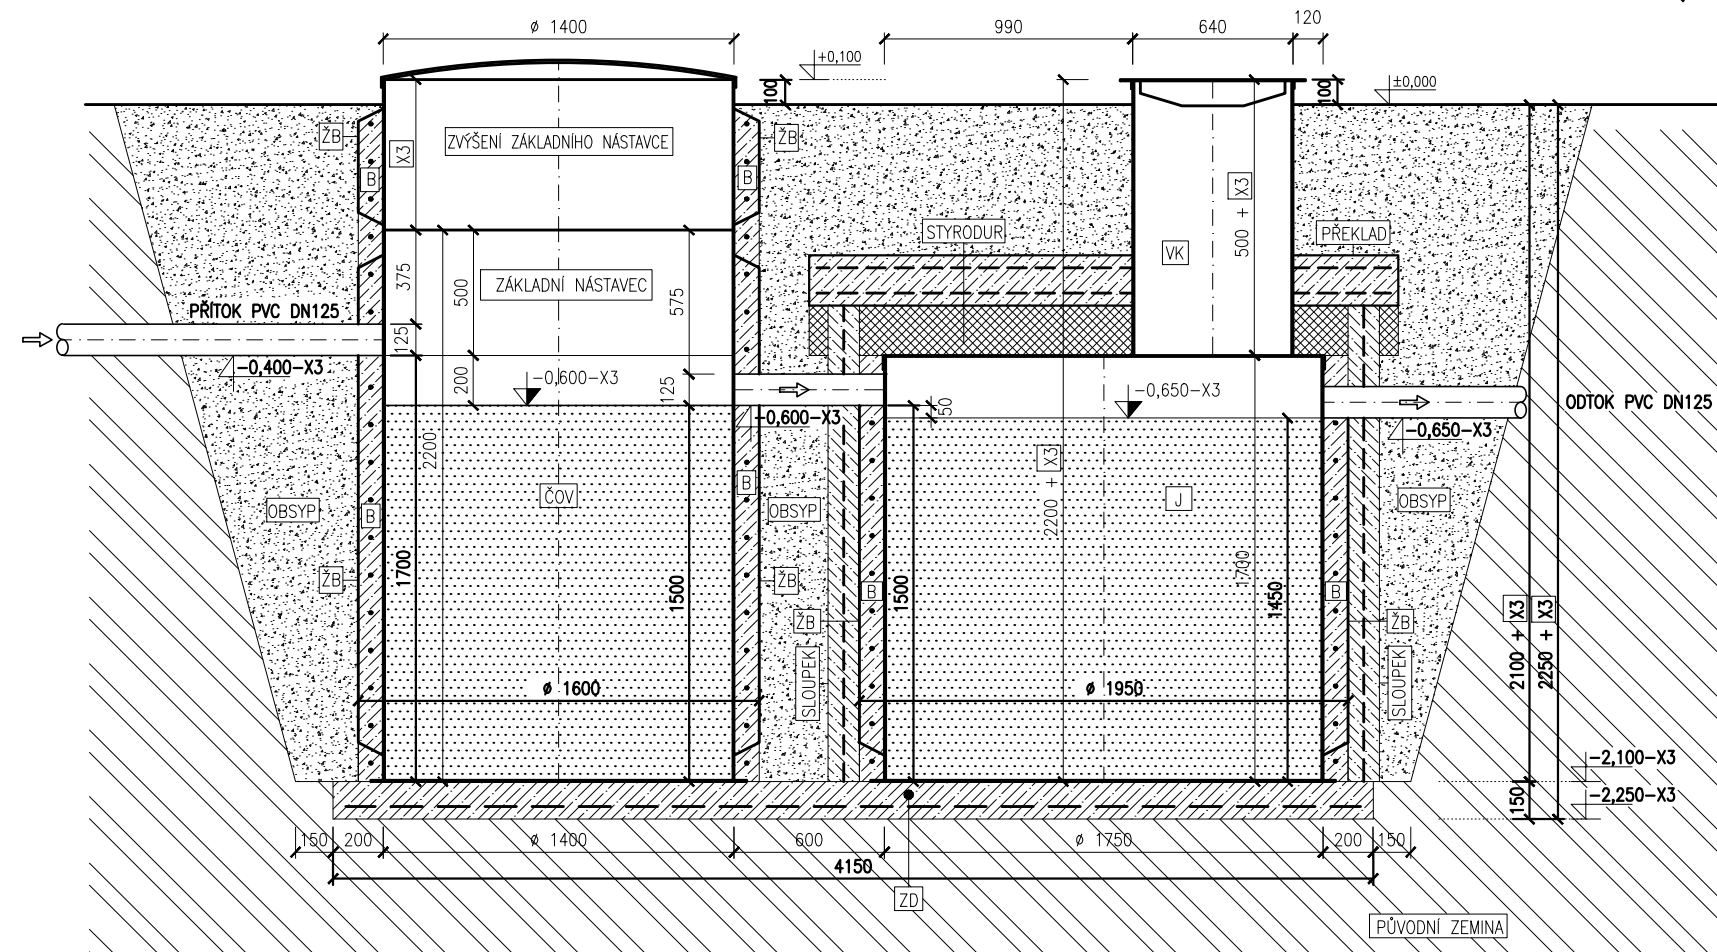 ø 1400
990
640
120
+0,100
±0,000
100
100
ŽB
ZVÝŠENÍ ZÁKLADNÍHO NÁSTAVCE
ŽB
X3
B
B
500 + X3
STYRODUR
PŘEKLAD
VK
375
500
ZÁKLADNÍ NÁSTAVEC
575
PŘÍTOK PVC DN125
125
-0,400-X3
200
-0,600-X3
125
-0,600-X3
50
-0,650-X3
ODTOK PVC DN125
-0,650-X3
2200
2200 + X3
ČOV
B
J
OBSYP
B
OBSYP
OBSYP
1700
1500
1500
1700
1450
ŽB
ŽB
B
B
ŽB
ŽB
2100 + X3
2250 + X3
SLOUPEK
SLOUPEK
ø 1600
ø 1950
-2,100-X3
-2,250-X3
150
150
200
ø 1400
600
ø 1750
200
150
4150
ZD
PŮVODNÍ ZEMINA